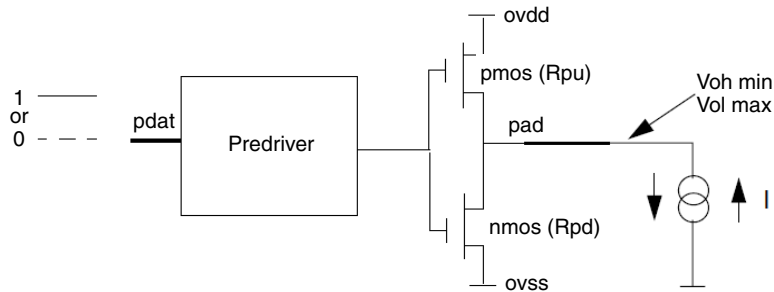 ovdd
pmos (Rpu)
Voh min
Vol max
1
or
0
pdat
Predriver
pad
I
nmos (Rpd)
ovss